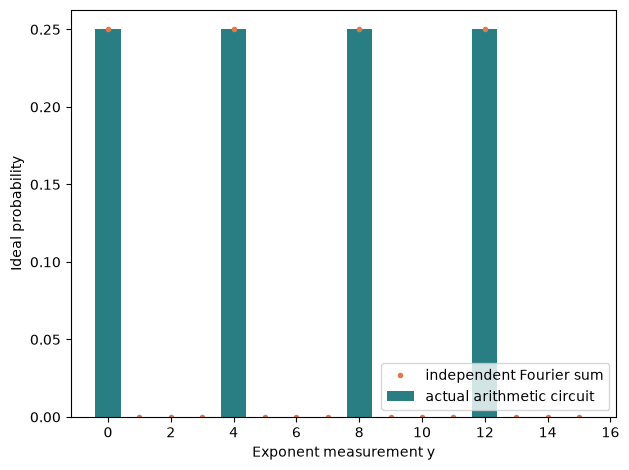 0.25
0.20
0.15
0.10
0.05
0.00
Ideal probability
0 2 4 6 8 10 12 14 16
Exponent measurement y
independent Fourier sum
actual arithmetic circuit